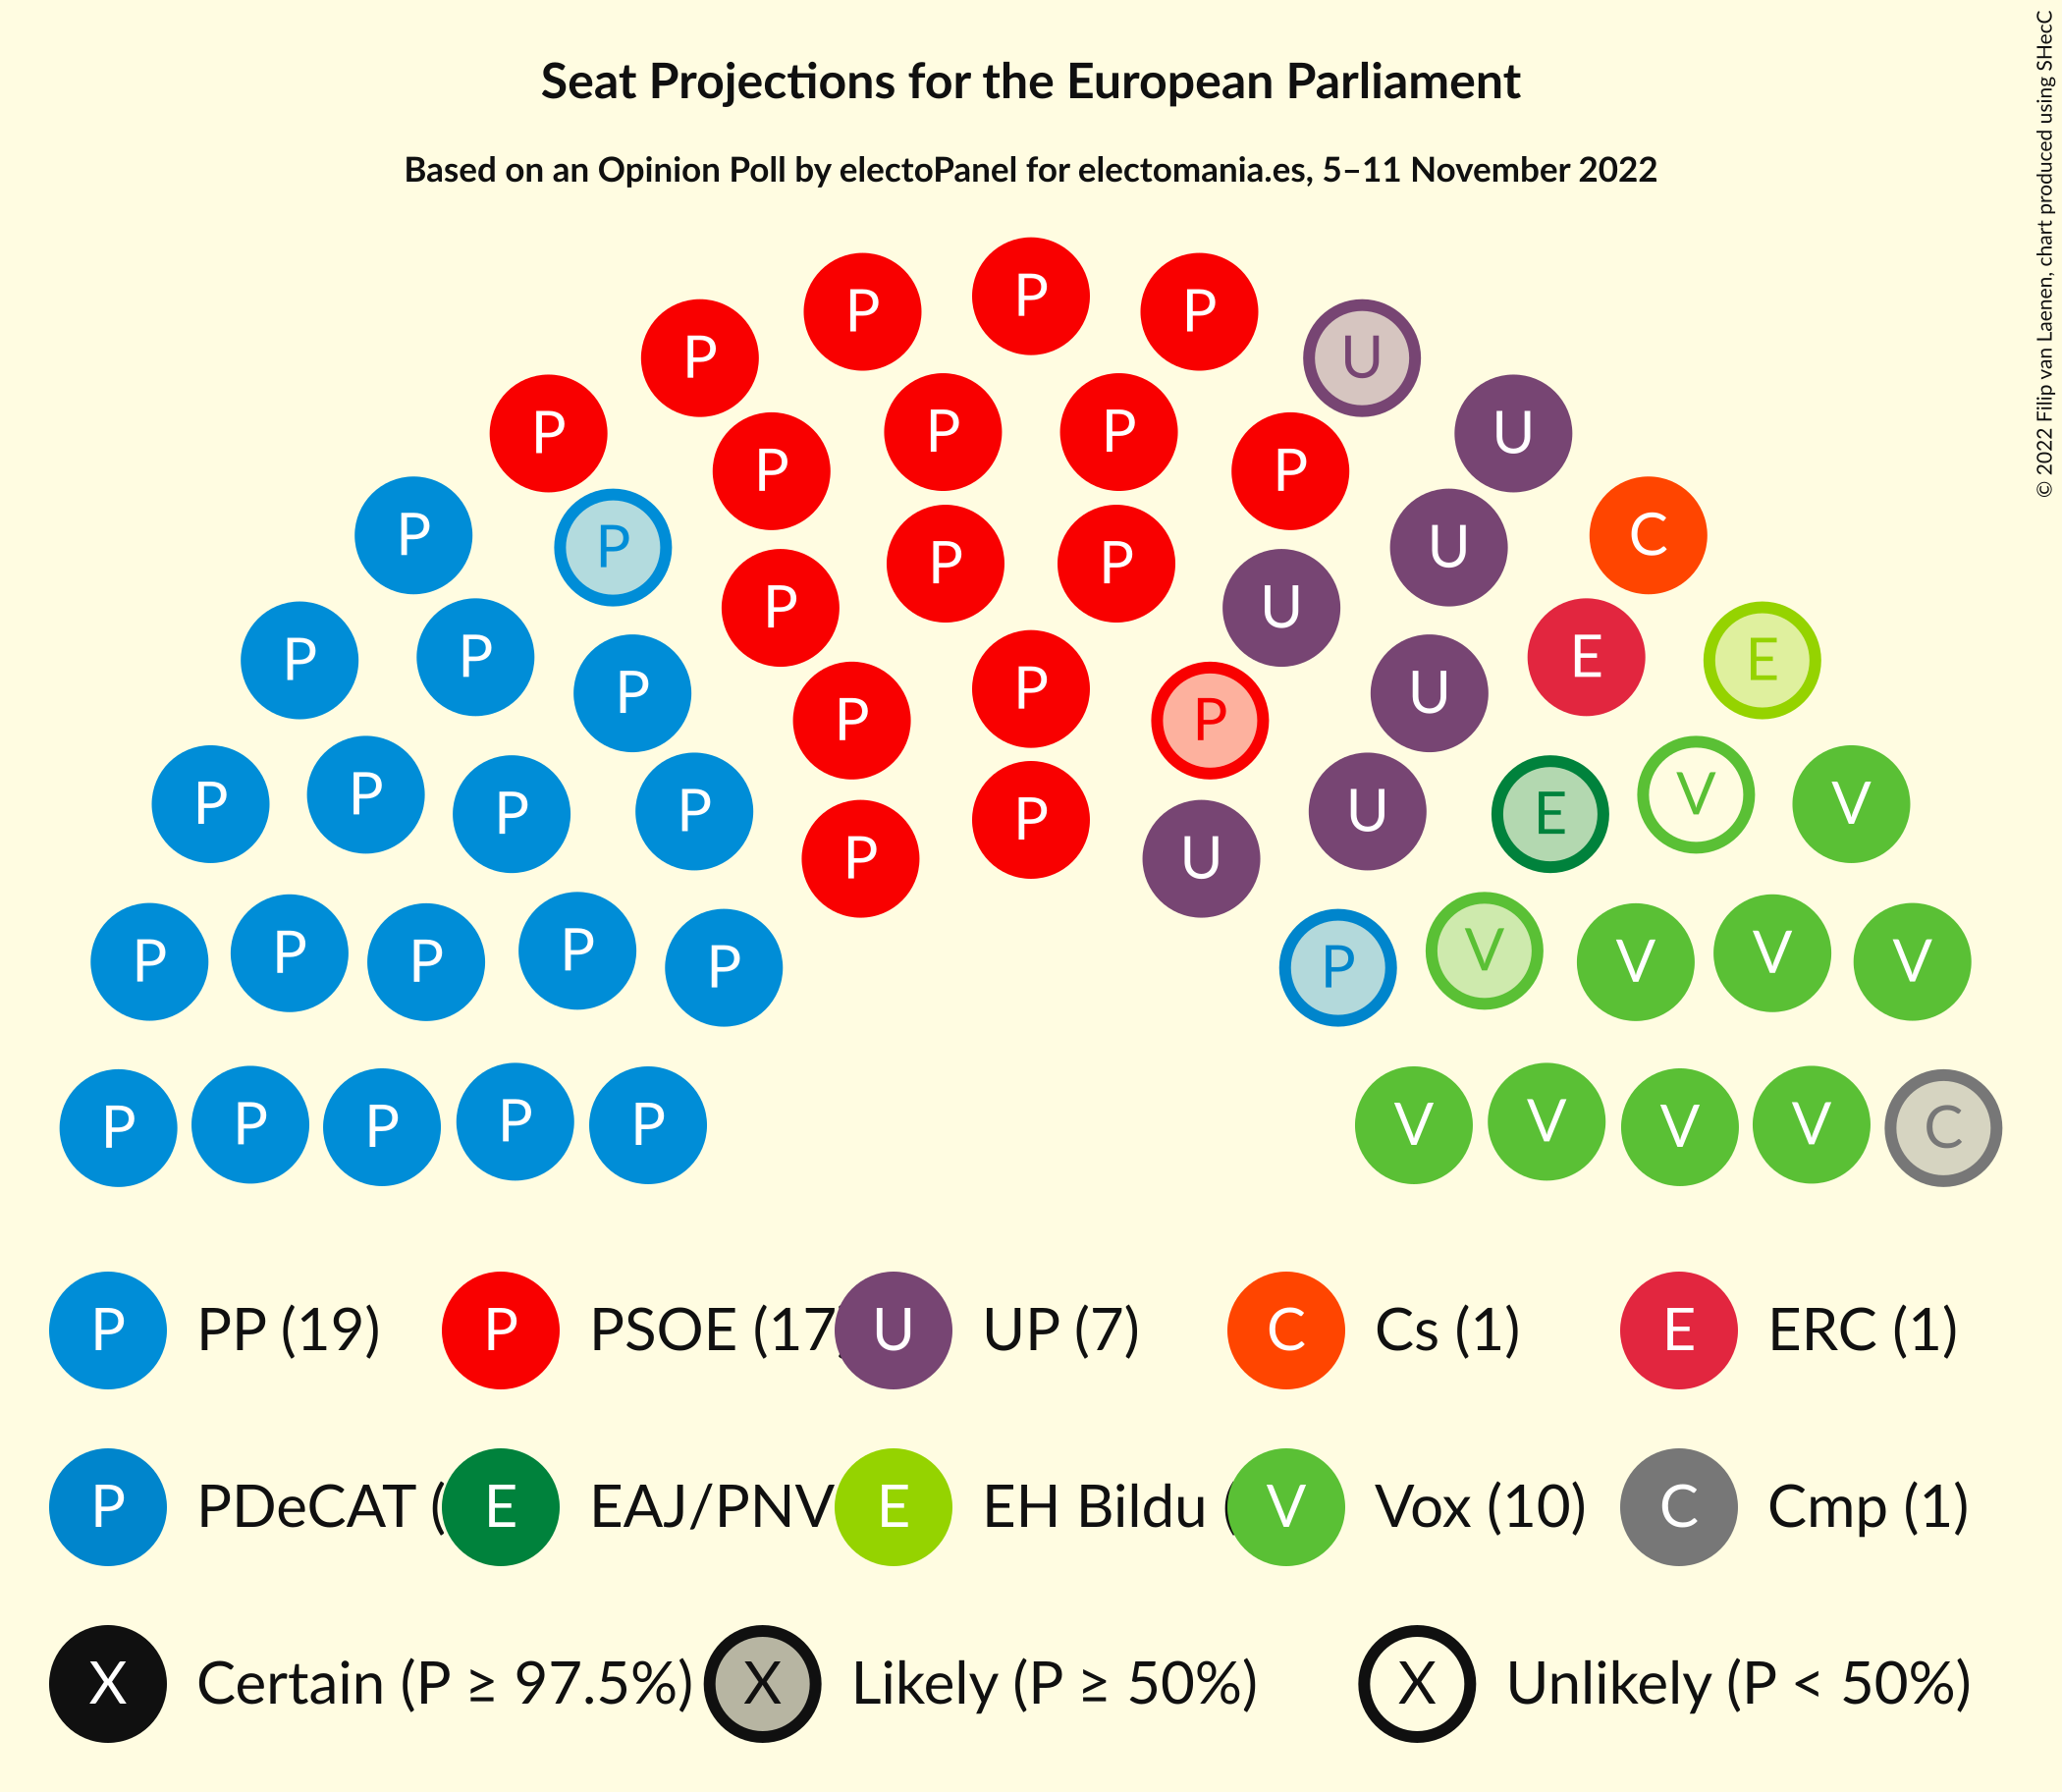 © 2022 Filip van Laenen, chart produced using SHecC
Seat Projections for the European Parliament
Based on an Opinion Poll by electoPanel for electomania.es, 5–11 November 2022
P
P P
P U
P P P U
P P
P P U C
P P
P U
P P E E
P P U
P P
P P P P P U E V V
P U
P P P P P P V V V V
P P P P P V V V V C
P PP (19) P PSOE (17 U UP (7) C Cs (1) E ERC (1)
P PDeCAT ( E EAJ/PNV E EH Bildu ( V Vox (10) C Cmp (1)
X Certain (P ≥ 97.5%) X Likely (P ≥ 50%) X Unlikely (P < 50%)